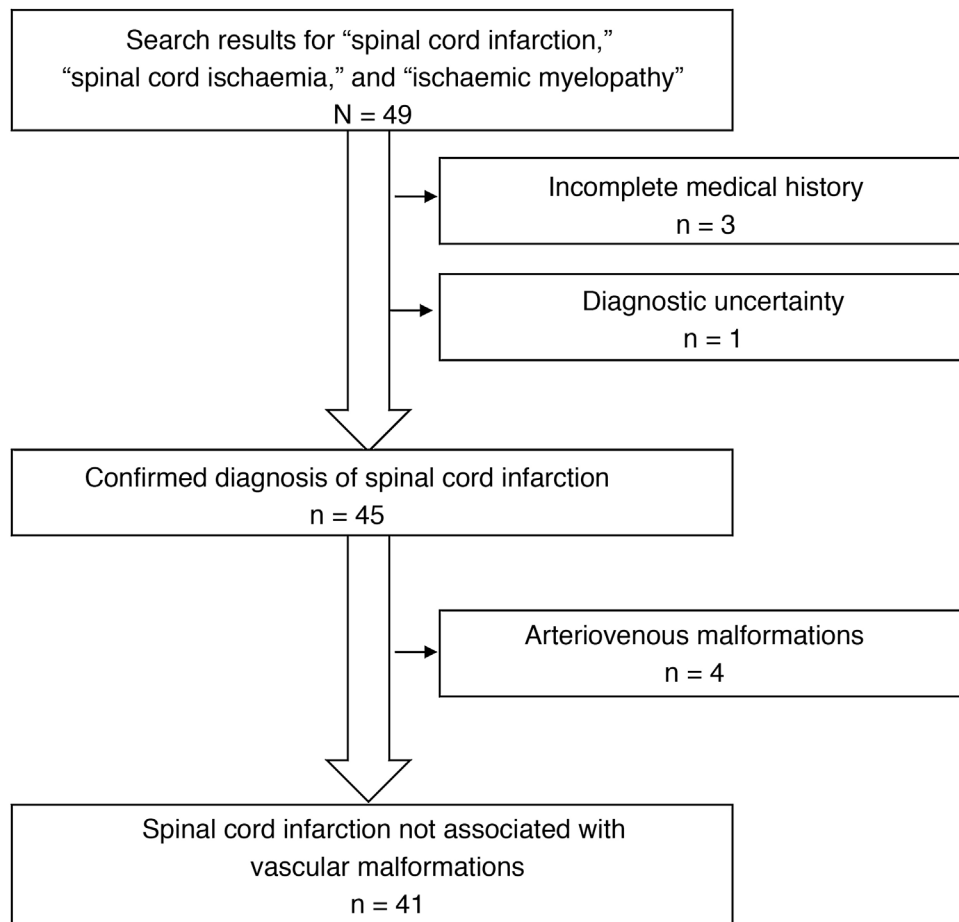 Search results for “spinal cord infarction,”
“spinal cord ischaemia,” and “ischaemic myelopathy”
N = 49
Incomplete medical history
n = 3
Diagnostic uncertainty
n = 1
Confirmed diagnosis of spinal cord infarction
n = 45
Arteriovenous malformations
n = 4
Spinal cord infarction not associated with
vascular malformations
n = 41